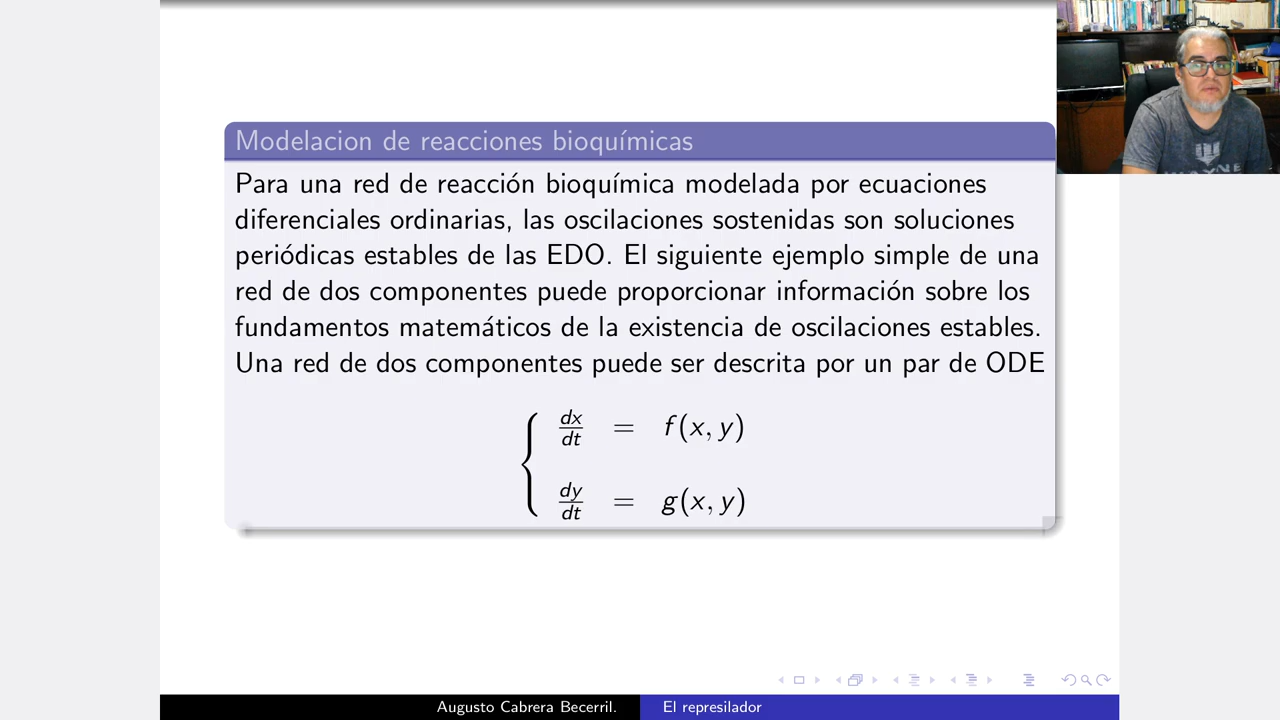 Modelacion de reacciones bioquímicas
Para una red de reacción bioquímica modelada por ecuaciones
diferenciales ordinarias, las oscilaciones sostenidas son soluciones
periódicas estables de las EDO. El siguiente ejemplo simple de una
red de dos componentes puede proporcionar información sobre los
fundamentos matemáticos de la existencia de oscilaciones estables.
Una red de dos componentes puede ser descrita por un par de ODE
dx/dt = f(x, y)
dy/dt = g(x, y)
WAYNE
Augusto Cabrera Becerril. El represilador